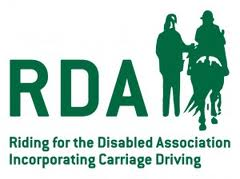 RDA
Riding for the Disabled Association
Incorporating Carriage Driving